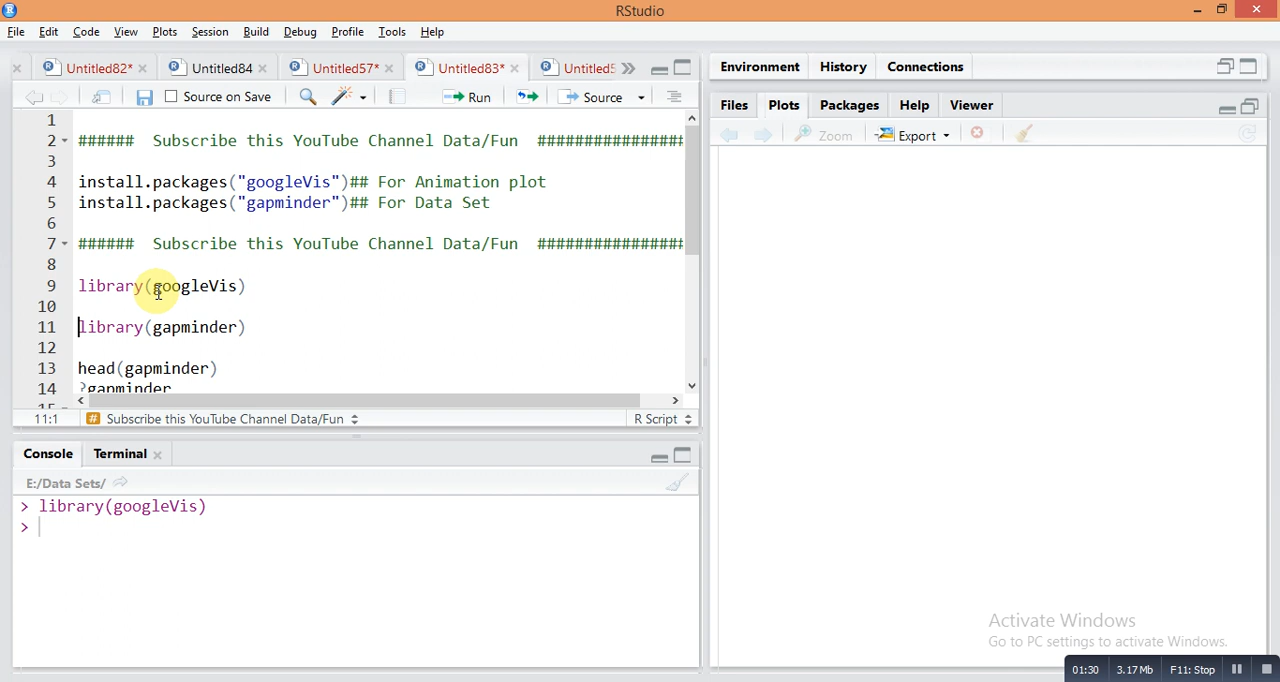 RStudio
File Edit Code View Plots Session Build Debug Profile Tools Help
Untitled82* Untitled84 Untitled57* Untitled83* Untitled5
Source on Save Run Source
1
2 ###### Subscribe this YouTube Channel Data/Fun ################
3
4 install.packages("googleVis")## For Animation plot
5 install.packages("gapminder")## For Data Set
6
7 ###### Subscribe this YouTube Channel Data/Fun ################
8
9 library(googleVis)
10
11 library(gapminder)
12
13 head(gapminder)
14 ?gapminder
15
11:1 # Subscribe this YouTube Channel Data/Fun R Script
Console Terminal
E:/Data Sets/
> library(googleVis)
>
Environment History Connections
Files Plots Packages Help Viewer
Zoom Export
Activate Windows
Go to PC settings to activate Windows.
01:30 3.17Mb F11: Stop